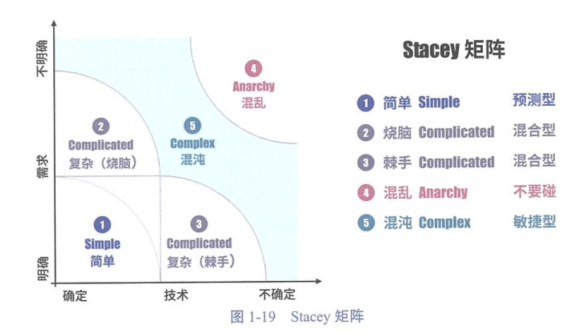 Stacey 矩阵
不明确
需求
明确
4
Anarchy
混乱
2
Complicated
复杂（烧脑）
5
Complex
混沌
1
Simple
简单
3
Complicated
复杂（棘手）
确定
技术
不确定
1 简单 Simple 预测型
2 烧脑 Complicated 混合型
3 棘手 Complicated 混合型
4 混乱 Anarchy 不要碰
5 混沌 Complex 敏捷型
图 1-19 Stacey 矩阵